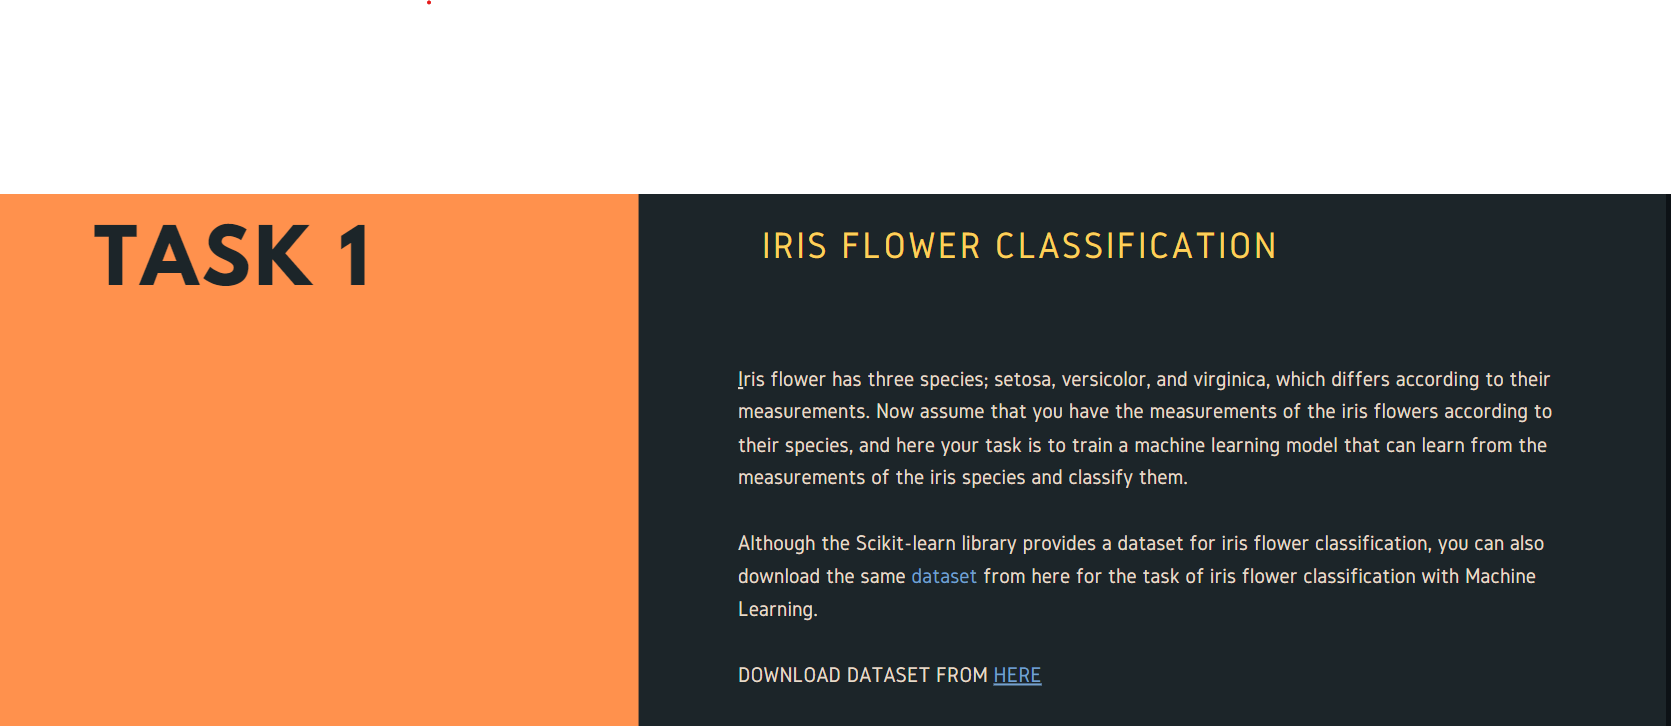 TASK 1
IRIS FLOWER CLASSIFICATION
Iris flower has three species; setosa, versicolor, and virginica, which differs according to their
measurements. Now assume that you have the measurements of the iris flowers according to
their species, and here your task is to train a machine learning model that can learn from the
measurements of the iris species and classify them.
Although the Scikit-learn library provides a dataset for iris flower classification, you can also
download the same dataset from here for the task of iris flower classification with Machine
Learning.
DOWNLOAD DATASET FROM HERE